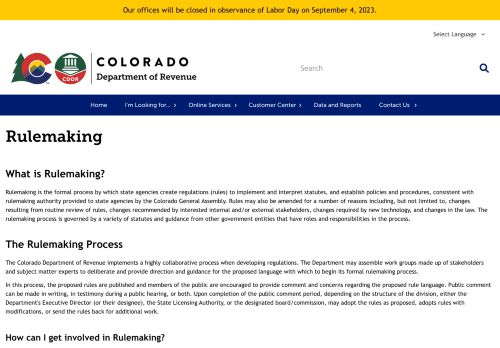 Our offices will be closed in observance of Labor Day on September 4, 2023.
Select Language
COLORADO
Department of Revenue
CDOR
Search
Home
I'm Looking for...
Online Services
Customer Center
Data and Reports
Contact Us
Rulemaking
What is Rulemaking?
Rulemaking is the formal process by which state agencies create regulations (rules) to implement and interpret statutes, and establish policies and procedures, consistent with
rulemaking authority provided to state agencies by the Colorado General Assembly. Rules may also be amended for a number of reasons including, but not limited to, changes
resulting from routine review of rules, changes recommended by interested internal and/or external stakeholders, changes required by new technology, and changes in the law. The
rulemaking process is governed by a variety of statutes and guidance from other government entities that have roles and responsibilities in the process.
The Rulemaking Process
The Colorado Department of Revenue implements a highly collaborative process when developing regulations. The Department may assemble work groups made up of stakeholders
and subject matter experts to deliberate and provide direction and guidance for the proposed language with which to begin its formal rulemaking process.
In this process, the proposed rules are published and members of the public are encouraged to provide comment and concerns regarding the proposed rule language. Public comment
can be made in writing, in testimony during a public hearing, or both. Upon completion of the public comment period, depending on the structure of the division, either the
Department's Executive Director (or their designee), the State Licensing Authority, or the designated board/commission, may adopt the rules as proposed, adopts rules with
modifications, or send the rules back for additional work.
How can I get involved in Rulemaking?